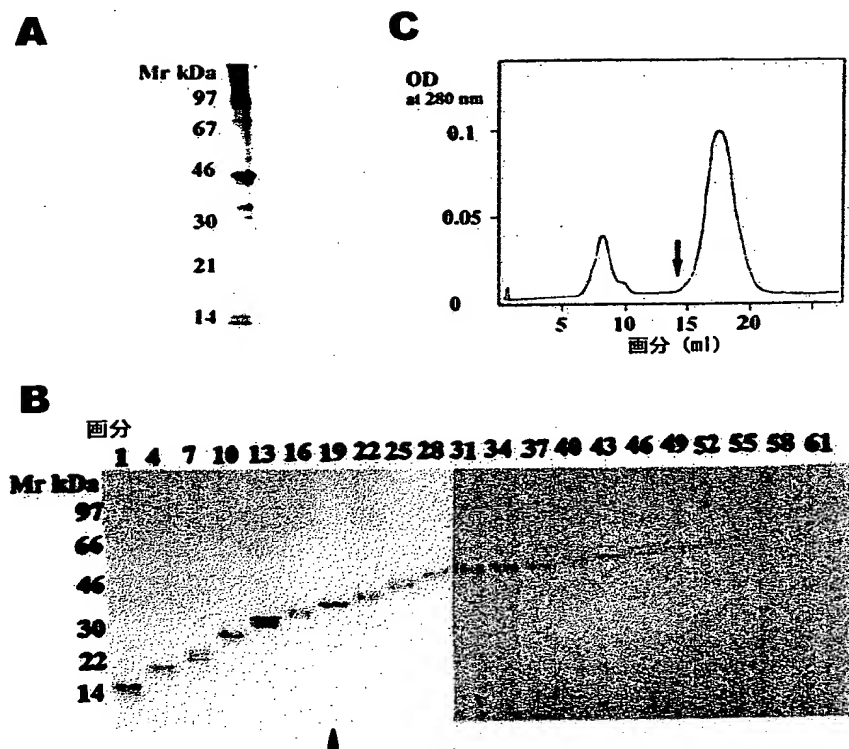 A
Mr kDa
97
67
46
30
21
14
C
OD
at 280 nm
0.1
0.05
0
5 10 15 20
画分 (ml)
B
画分
1 4 7 10 13 16 19 22 25 28 31 34 37 40 43 46 49 52 55 58 61
Mr kDa
97
66
46
30
22
14